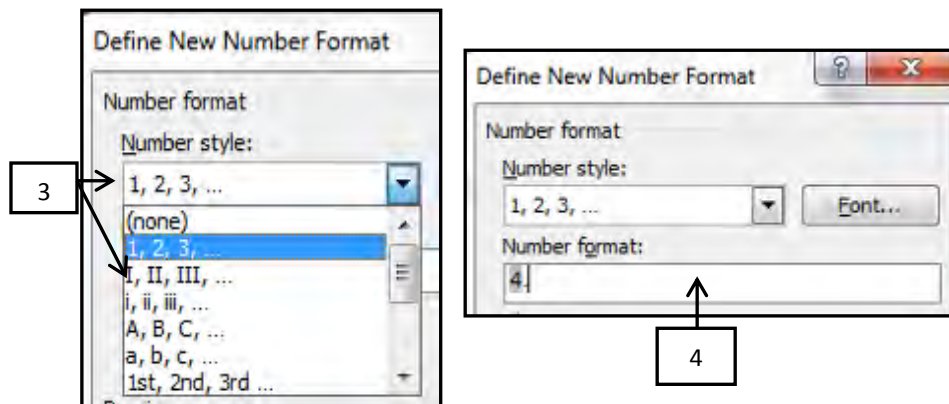 Define New Number Format
Number format
Number style:
1, 2, 3, ...
(none)
1, 2, 3, ...
I, II, III, ...
i, ii, iii, ...
A, B, C, ...
a, b, c, ...
1st, 2nd, 3rd ...
3
Define New Number Format
Number format
Number style:
1, 2, 3, ...
Font...
Number format:
4.
4